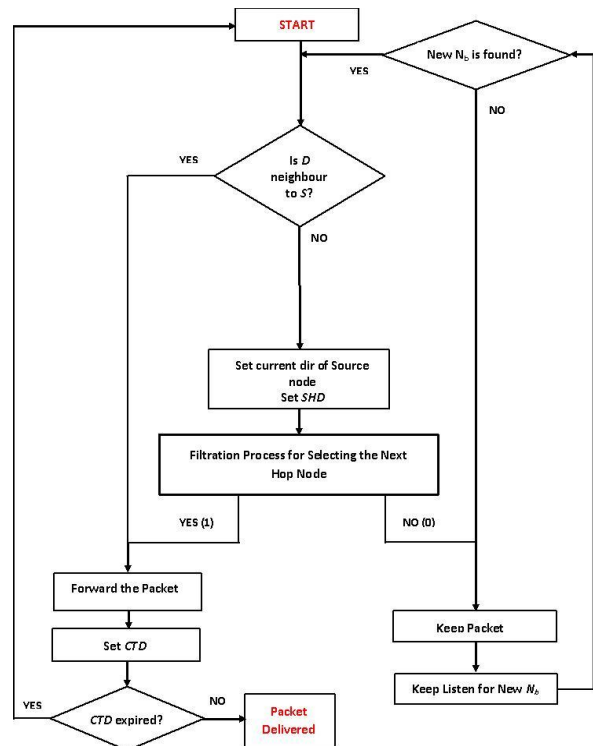 START
New Nb is found?
YES
NO
YES
Is D
neighbour
to S?
NO
Set current dir of Source
node
Set SHD
Filtration Process for Selecting the Next
Hop Node
YES (1)
NO (0)
Forward the Packet
Keep Packet
Set CTD
Keep Listen for New Nb
YES
CTD expired?
NO
Packet
Delivered